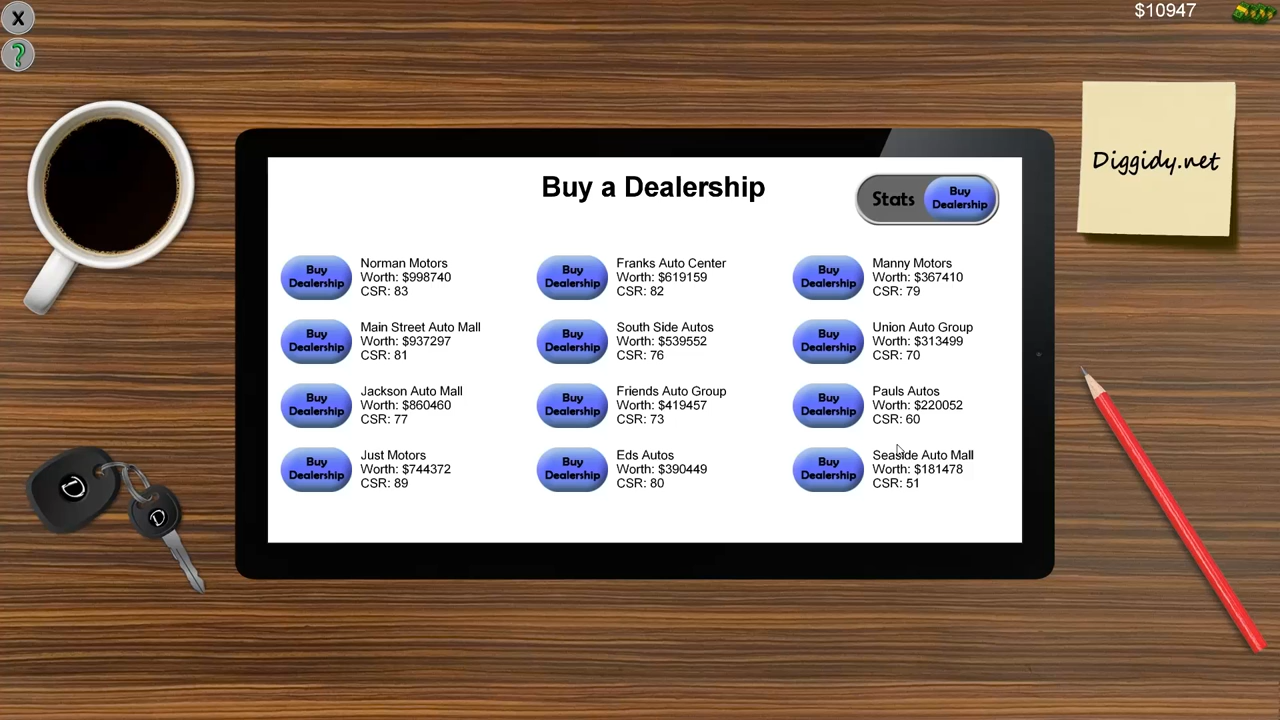 X
$10947
?
Diggidy.net
Buy a Dealership
Stats
Buy
Dealership
Buy
Dealership
Norman Motors
Worth: $998740
CSR: 83
Buy
Dealership
Franks Auto Center
Worth: $619159
CSR: 82
Buy
Dealership
Manny Motors
Worth: $367410
CSR: 79
Buy
Dealership
Main Street Auto Mall
Worth: $937297
CSR: 81
Buy
Dealership
South Side Autos
Worth: $539552
CSR: 76
Buy
Dealership
Union Auto Group
Worth: $313499
CSR: 70
Buy
Dealership
Jackson Auto Mall
Worth: $860460
CSR: 77
Buy
Dealership
Friends Auto Group
Worth: $419457
CSR: 73
Buy
Dealership
Pauls Autos
Worth: $220052
CSR: 60
Buy
Dealership
Just Motors
Worth: $744372
CSR: 89
Buy
Dealership
Eds Autos
Worth: $390449
CSR: 80
Buy
Dealership
Seaside Auto Mall
Worth: $181478
CSR: 51
D
D